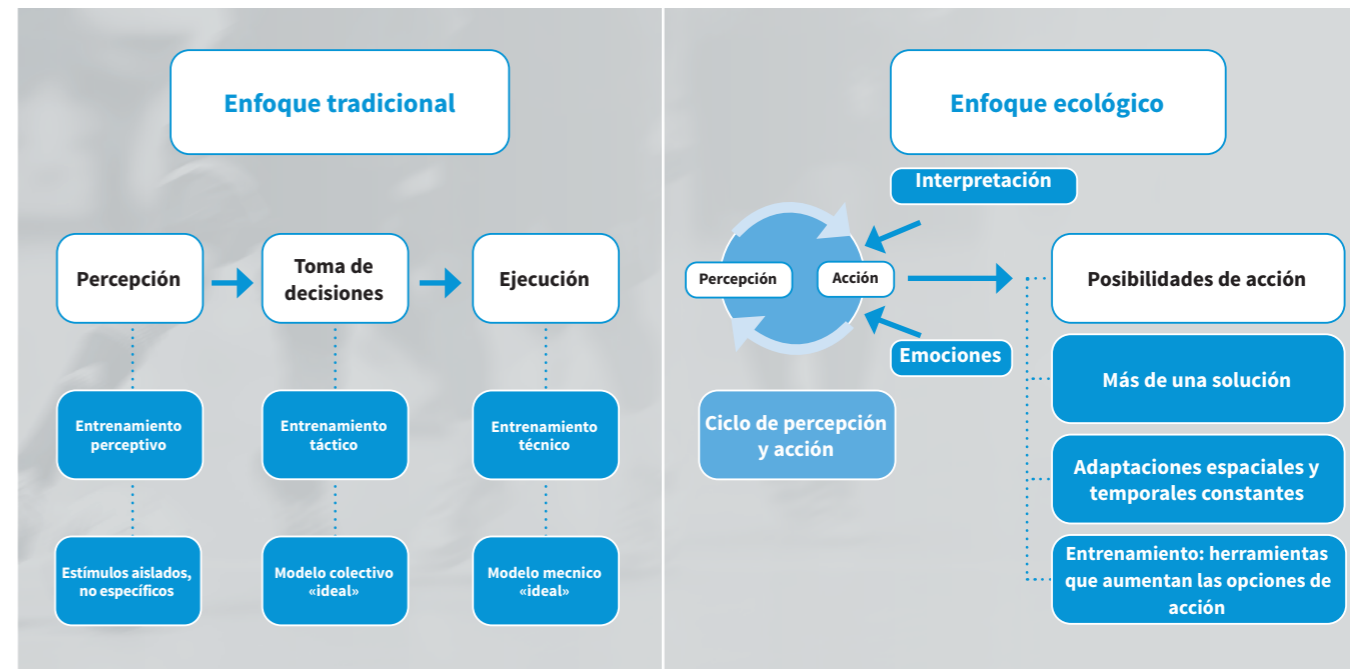 Enfoque tradicional
Percepción
Toma de
decisiones
Ejecución
Entrenamiento
perceptivo
Entrenamiento
táctico
Entrenamiento
técnico
Estímulos aislados,
no específicos
Modelo colectivo
«ideal»
Modelo mecnico
«ideal»
Enfoque ecológico
Interpretación
Percepción
Acción
Emociones
Ciclo de percepción
y acción
Posibilidades de acción
Más de una solución
Adaptaciones espaciales y
temporales constantes
Entrenamiento: herramientas
que aumentan las opciones de
acción